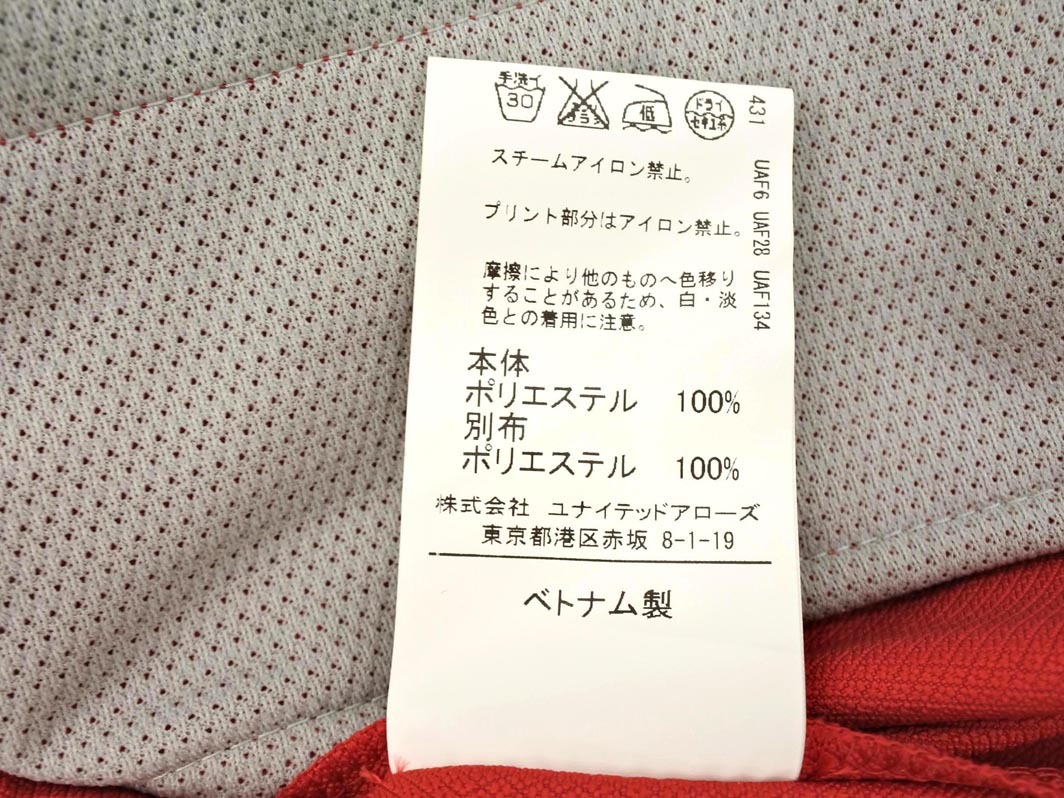 手洗イ
30
エンソ
サラシ
低
ドライ
セキユ系
スチームアイロン禁止。
プリント部分はアイロン禁止。
摩擦により他のものへ色移り
することがあるため、白・淡
色との着用に注意。
本体
ポリエステル 100%
別布
ポリエステル 100%
株式会社 ユナイテッドアローズ
東京都港区赤坂 8-1-19
ベトナム製
431 UAF6 UAF28 UAF134